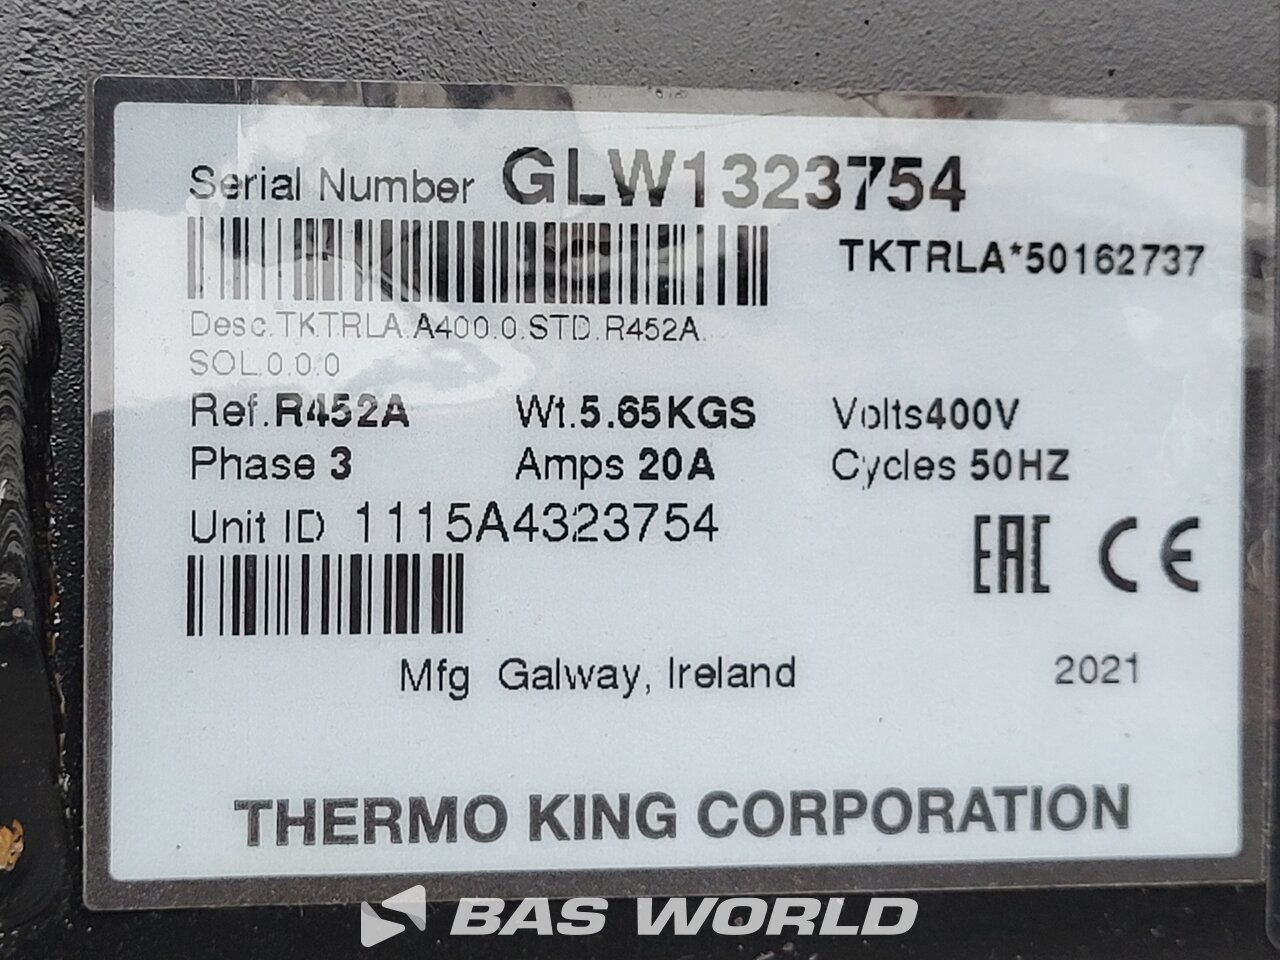 Serial Number GLW1323754
TKTRLA*50162737
Desc.TKTRLA.A400.0.STD.R452A.
SOL.0.0.0
Ref.R452A Wt.5.65KGS Volts400V
Phase 3 Amps 20A Cycles 50HZ
Unit ID 1115A4323754
EAC CE
Mfg Galway, Ireland 2021
THERMO KING CORPORATION
BAS WORLD